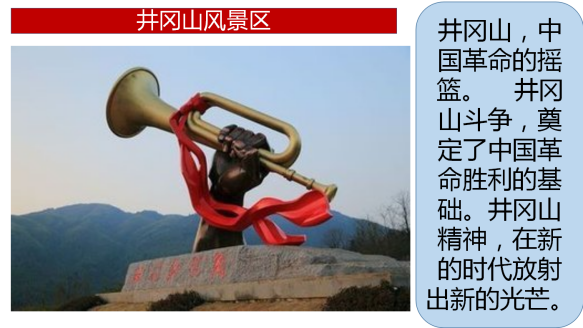 井冈山风景区
井冈山，中
国革命的摇
篮。 井冈
山斗争，奠
定了中国革
命胜利的基
础。井冈山
精神，在新
的时代放射
出新的光芒。